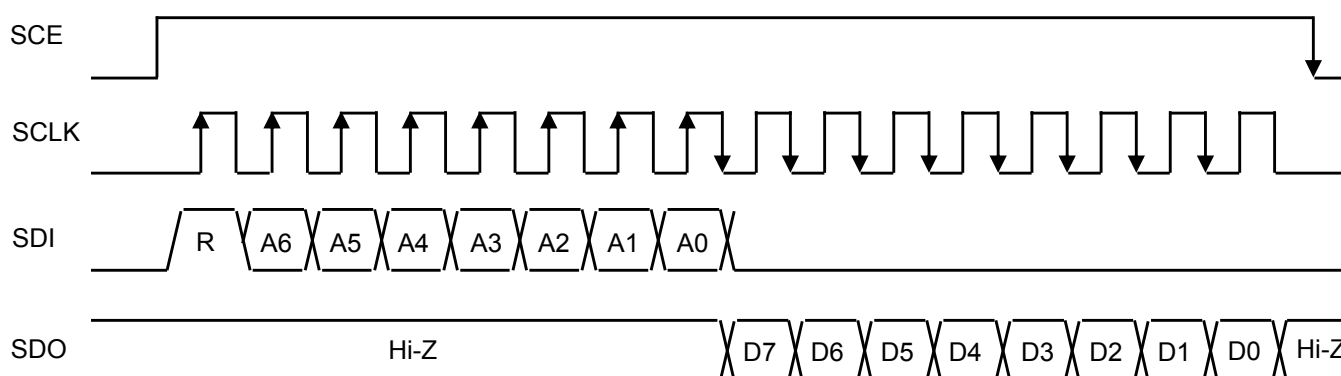 SCE
SCLK
SDI R A6 A5 A4 A3 A2 A1 A0
SDO Hi-Z D7 D6 D5 D4 D3 D2 D1 D0 Hi-Z